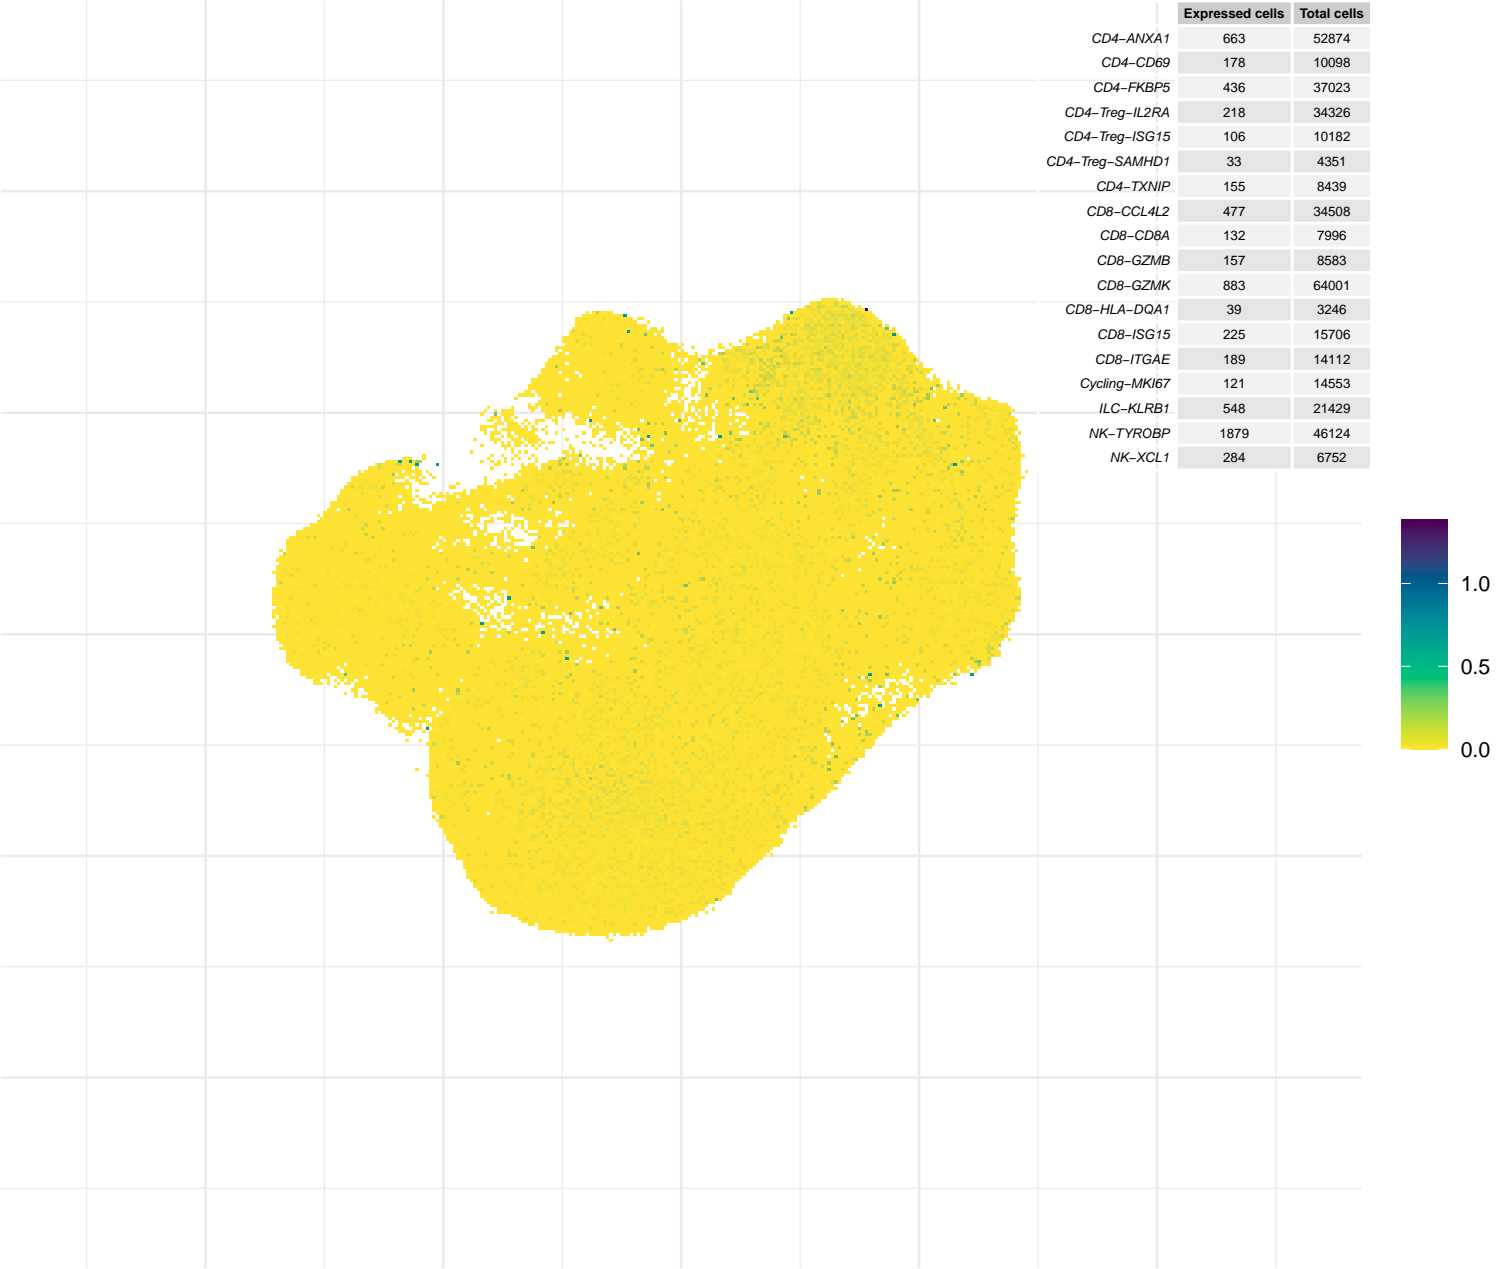 Expressed cells Total cells
CD4−ANXA1 663 52874
CD4−CD69 178 10098
CD4−FKBP5 436 37023
CD4−Treg−IL2RA 218 34326
CD4−Treg−ISG15 106 10182
CD4−Treg−SAMHD1 33 4351
CD4−TXNIP 155 8439
CD8−CCL4L2 477 34508
CD8−CD8A 132 7996
CD8−GZMB 157 8583
CD8−GZMK 883 64001
CD8−HLA−DQA1 39 3246
CD8−ISG15 225 15706
CD8−ITGAE 189 14112
Cycling−MKI67 121 14553
ILC−KLRB1 548 21429
NK−TYROBP 1879 46124
NK−XCL1 284 6752
1.0
0.5
0.0